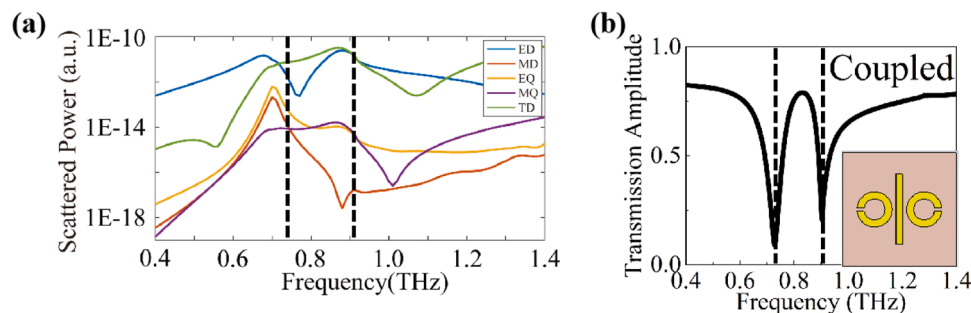 (a)
Scattered Power (a.u.)
1E-10
1E-14
1E-18
ED
MD
EQ
MQ
TD
0.4 0.6 0.8 1.0 1.2 1.4
Frequency(THz)
(b)
Transmission Amplitude
1.0
0.5
0.0
Coupled
0.4 0.6 0.8 1.0 1.2 1.4
Frequency (THz)